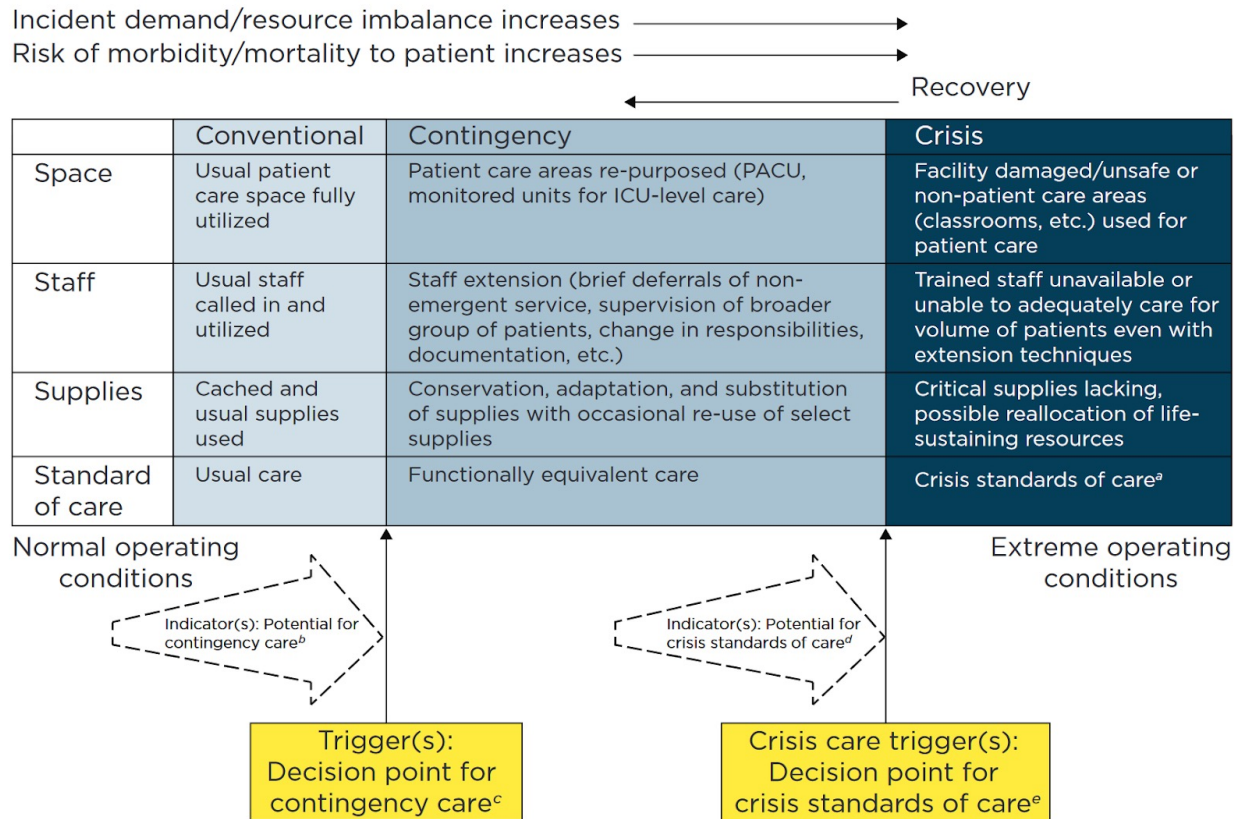 Incident demand/resource imbalance increases
Risk of morbidity/mortality to patient increases
Recovery
Conventional
Contingency
Crisis
Space
Usual patient
care space fully
utilized
Patient care areas re-purposed (PACU,
monitored units for ICU-level care)
Facility damaged/unsafe or
non-patient care areas
(classrooms, etc.) used for
patient care
Staff
Usual staff
called in and
utilized
Staff extension (brief deferrals of non-
emergent service, supervision of broader
group of patients, change in responsibilities,
documentation, etc.)
Trained staff unavailable or
unable to adequately care for
volume of patients even with
extension techniques
Supplies
Cached and
usual supplies
used
Conservation, adaptation, and substitution
of supplies with occasional re-use of select
supplies
Critical supplies lacking,
possible reallocation of life-
sustaining resources
Standard
of care
Usual care
Functionally equivalent care
Crisis standards of careᵃ
Normal operating
conditions
Extreme operating
conditions
Indicator(s): Potential for
contingency careᵇ
Indicator(s): Potential for
crisis standards of careᵈ
Trigger(s):
Decision point for
contingency careᶜ
Crisis care trigger(s):
Decision point for
crisis standards of careᵉ